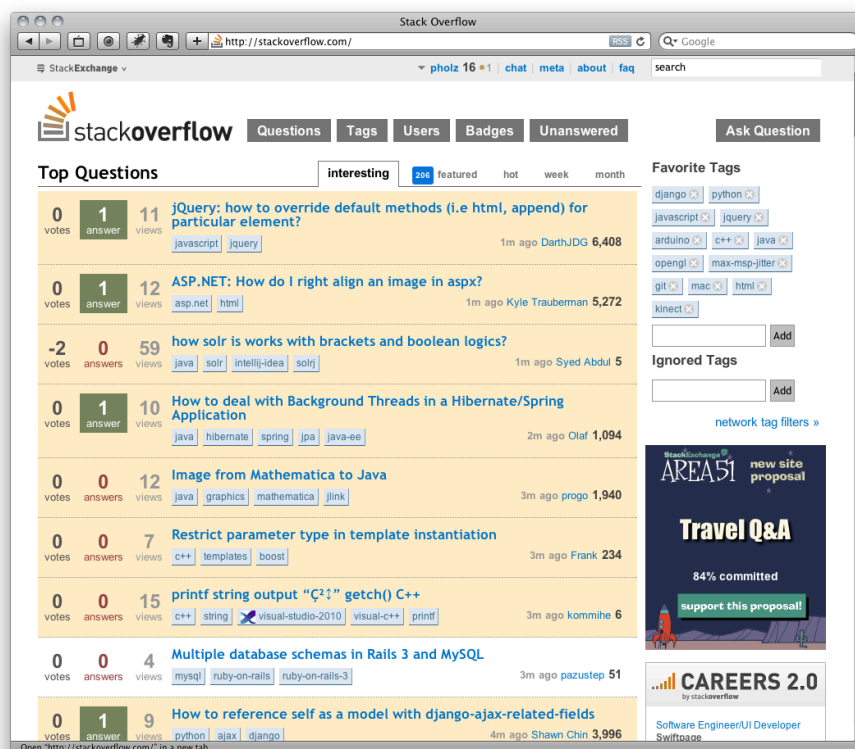 Stack Overflow
http://stackoverflow.com/
RSS
Google
StackExchange
pholz 16 1 chat meta about faq
search
stackoverflow
Questions Tags Users Badges Unanswered Ask Question
Top Questions
interesting 206 featured hot week month
0 votes 1 answer 11 views
jQuery: how to override default methods (i.e html, append) for
particular element?
javascript jquery
1m ago DarthJDG 6,408
0 votes 1 answer 12 views
ASP.NET: How do I right align an image in aspx?
asp.net html
1m ago Kyle Trauberman 5,272
-2 votes 0 answers 59 views
how solr is works with brackets and boolean logics?
java solr intellij-idea solrj
1m ago Syed Abdul 5
0 votes 1 answer 10 views
How to deal with Background Threads in a Hibernate/Spring
Application
java hibernate spring jpa java-ee
2m ago Olaf 1,094
0 votes 0 answers 12 views
Image from Mathematica to Java
java graphics mathematica jlink
3m ago progo 1,940
0 votes 0 answers 7 views
Restrict parameter type in template instantiation
c++ templates boost
3m ago Frank 234
0 votes 0 answers 15 views
printf string output “Ç²↕” getch() C++
c++ string visual-studio-2010 visual-c++ printf
3m ago kommihe 6
0 votes 0 answers 4 views
Multiple database schemas in Rails 3 and MySQL
mysql ruby-on-rails ruby-on-rails-3
3m ago pazustep 51
0 votes 1 answer 9 views
How to reference self as a model with django-ajax-related-fields
python ajax django
4m ago Shawn Chin 3,996
Favorite Tags
django python
javascript jquery
arduino c++ java
opengl max-msp-jitter
git mac html
kinect
Add
Ignored Tags
Add
network tag filters »
StackExchange
AREA51
new site
proposal
Travel Q&A
84% committed
support this proposal!
CAREERS 2.0
by stackoverflow
Software Engineer/UI Developer
Swiftpage
Open "http://stackoverflow.com/" in a new tab